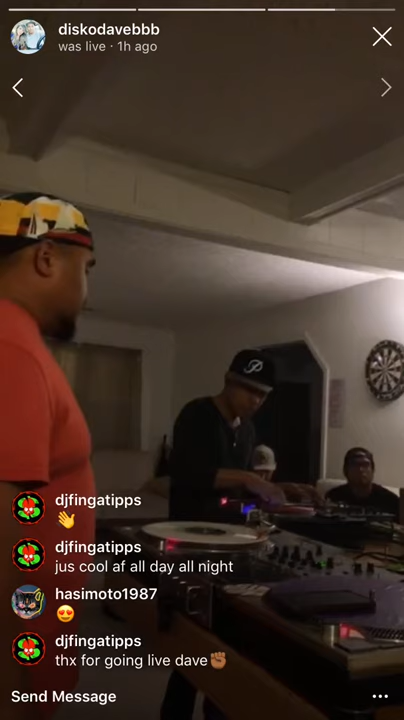 diskodavebbb
was live · 1h ago
djfingatipps
👋
djfingatipps
jus cool af all day all night
hasimoto1987
😍
djfingatipps
thx for going live dave✊🏾
Send Message